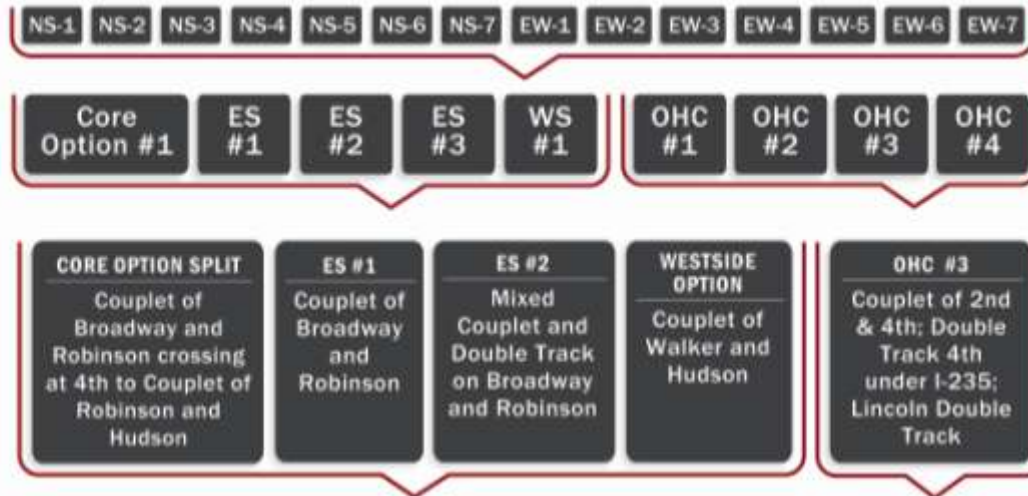 NS-1 NS-2 NS-3 NS-4 NS-5 NS-6 NS-7 EW-1 EW-2 EW-3 EW-4 EW-5 EW-6 EW-7
Core
Option #1
ES
#1
ES
#2
ES
#3
WS
#1
OHC
#1
OHC
#2
OHC
#3
OHC
#4
CORE OPTION SPLIT
Couplet of
Broadway and
Robinson crossing
at 4th to Couplet of
Robinson and
Hudson
ES #1
Couplet of
Broadway
and
Robinson
ES #2
Mixed
Couplet and
Double Track
on Broadway
and Robinson
WESTSIDE
OPTION
Couplet of
Walker and
Hudson
OHC #3
Couplet of 2nd
& 4th; Double
Track 4th
under I-235;
Lincoln Double
Track